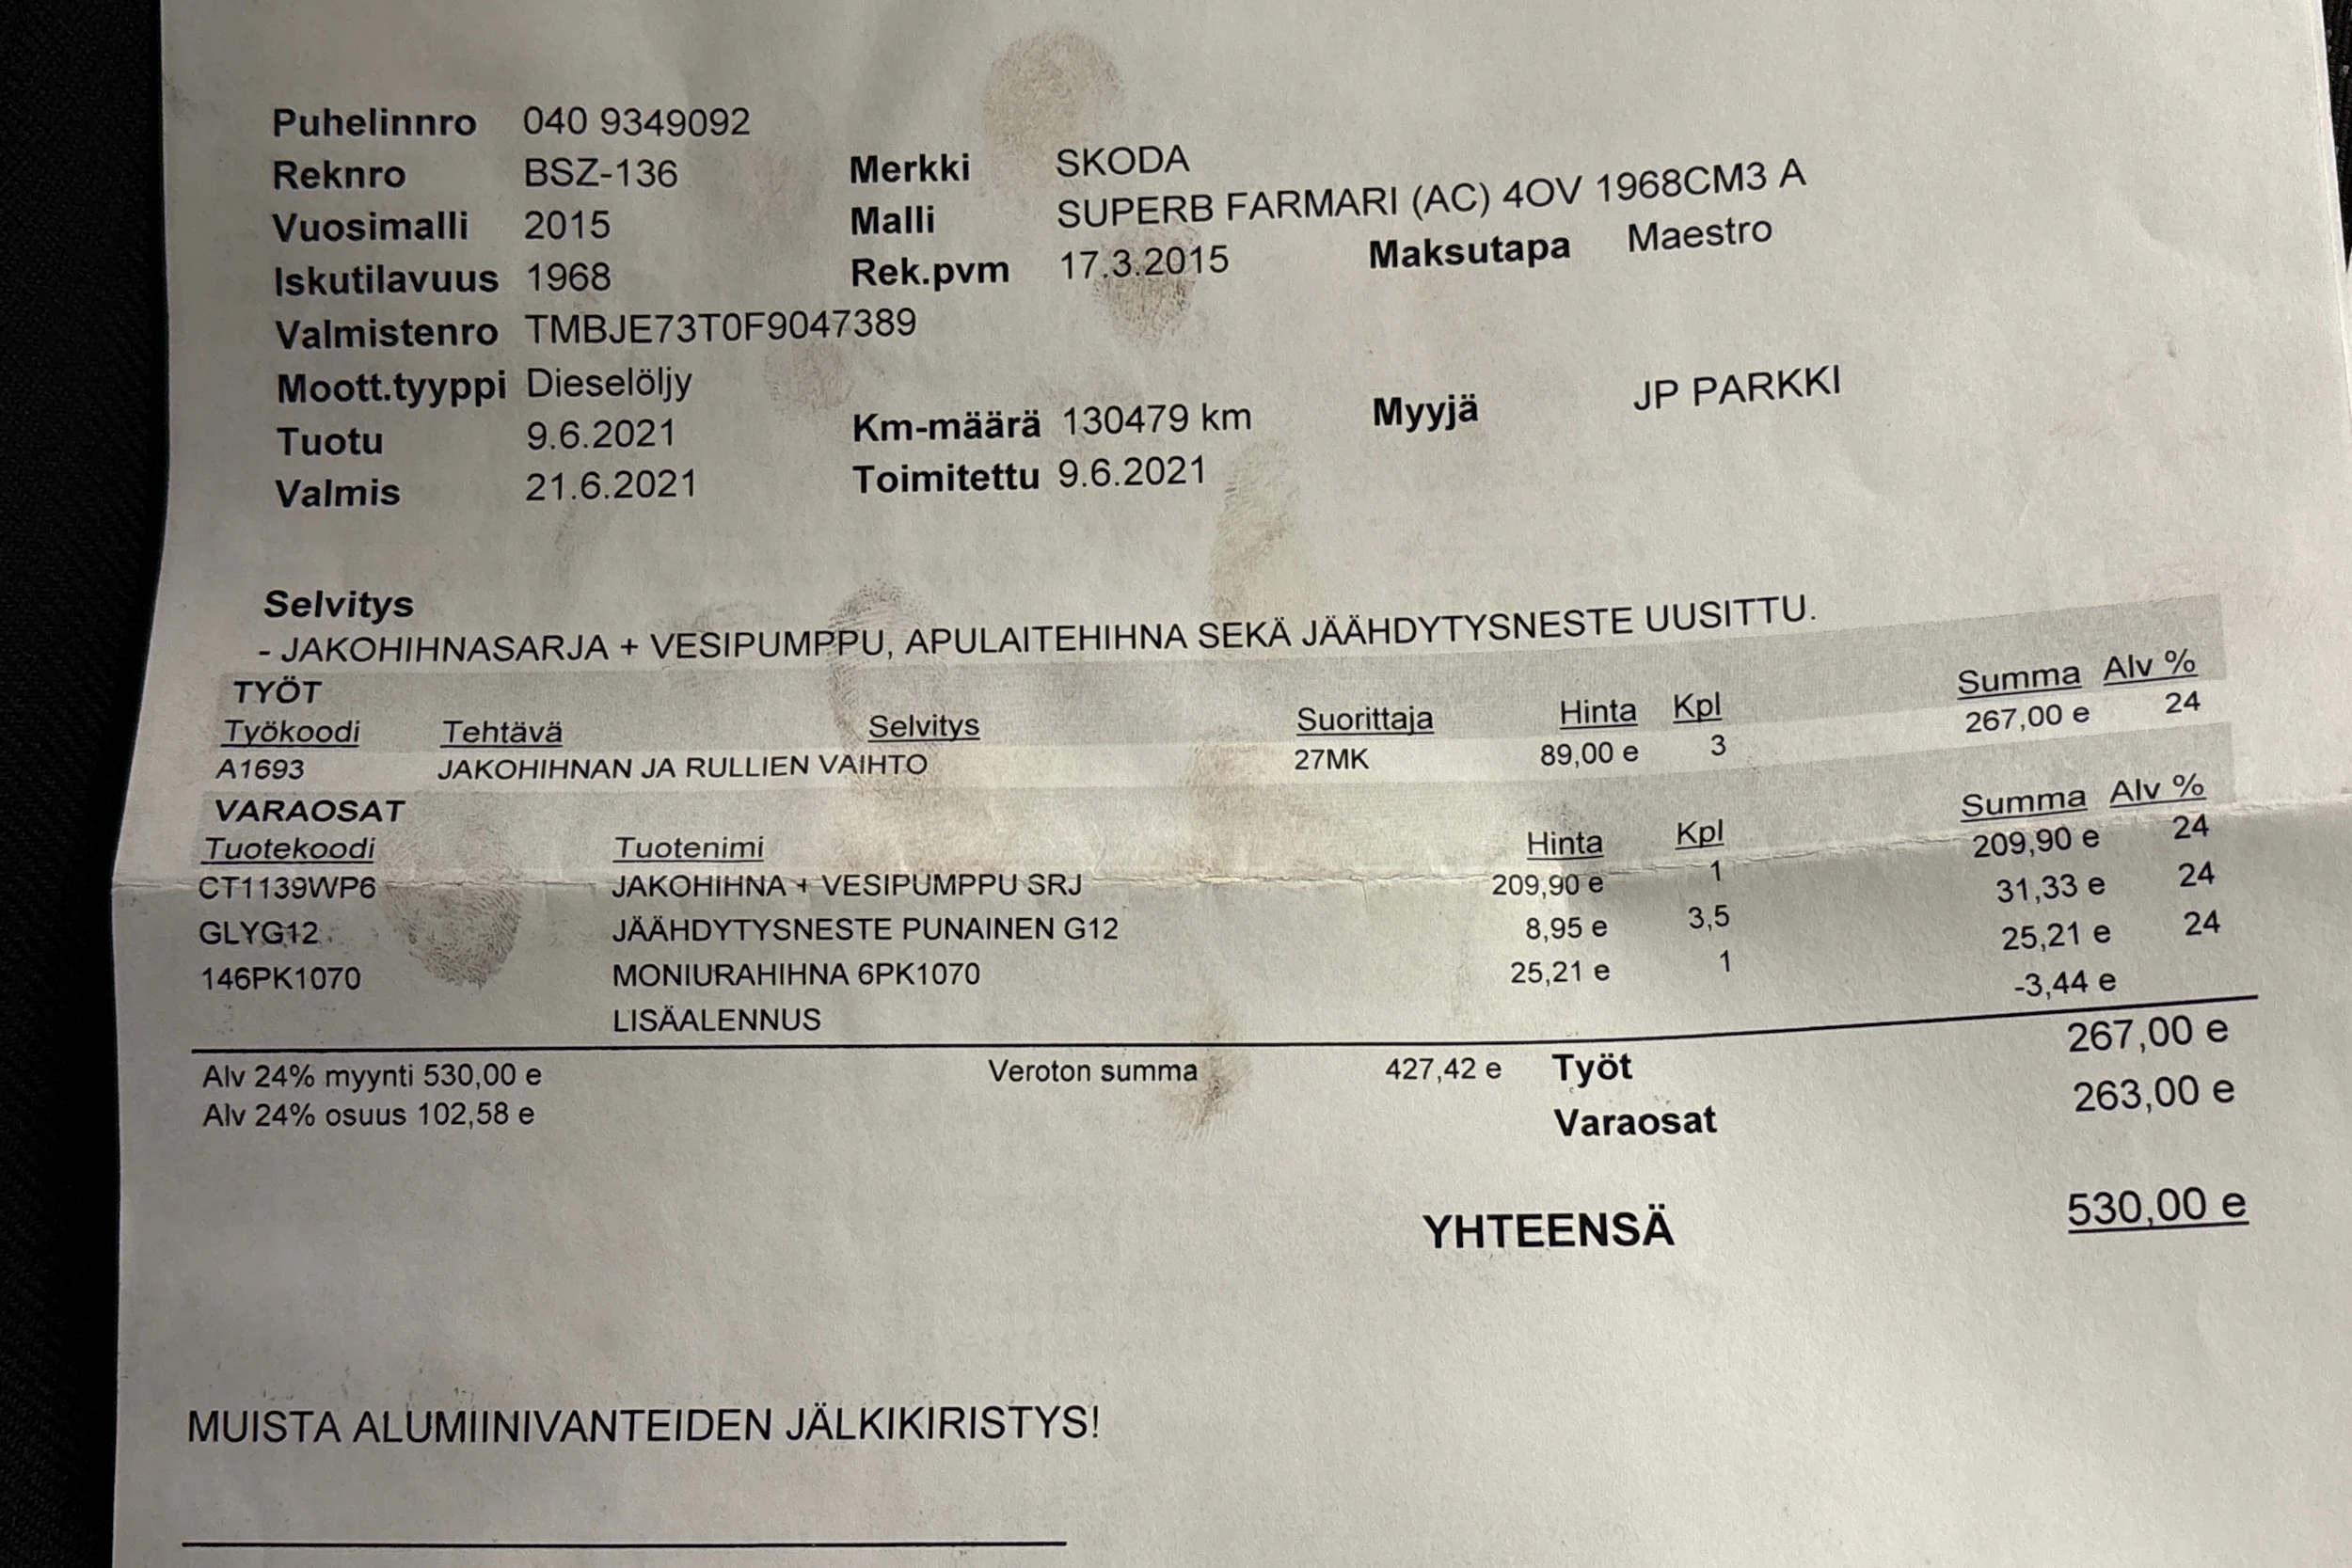 Puhelinnro 040 9349092
Reknro BSZ-136 Merkki SKODA
Vuosimalli 2015 Malli SUPERB FARMARI (AC) 4OV 1968CM3 A
Iskutilavuus 1968 Rek.pvm 17.3.2015 Maksutapa Maestro
Valmistenro TMBJE73T0F9047389
Moott.tyyppi Dieselöljy
Tuotu 9.6.2021 Km-määrä 130479 km Myyjä JP PARKKI
Valmis 21.6.2021 Toimitettu 9.6.2021
Selvitys
- JAKOHIHNASARJA + VESIPUMPPU, APULAITEHIHNA SEKÄ JÄÄHDYTYSNESTE UUSITTU.
TYÖT
Työkoodi Tehtävä Selvitys Suorittaja Hinta Kpl Summa Alv %
A1693 JAKOHIHNAN JA RULLIEN VAIHTO 27MK 89,00 e 3 267,00 e 24
VARAOSAT
Tuotekoodi Tuotenimi Hinta Kpl Summa Alv %
CT1139WP6 JAKOHIHNA + VESIPUMPPU SRJ 209,90 e 1 209,90 e 24
GLYG12 JÄÄHDYTYSNESTE PUNAINEN G12 8,95 e 3,5 31,33 e 24
146PK1070 MONIURAHIHNA 6PK1070 25,21 e 1 25,21 e 24
LISÄALENNUS -3,44 e
Alv 24% myynti 530,00 e Veroton summa 427,42 e Työt 267,00 e
Alv 24% osuus 102,58 e Varaosat 263,00 e
YHTEENSÄ 530,00 e
MUISTA ALUMIINIVANTEIDEN JÄLKIKIRISTYS!